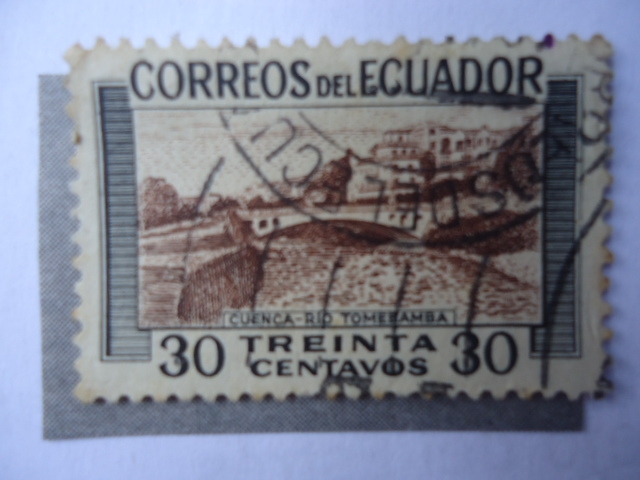 CORREOS DEL ECUADOR
CUENCA-RIO TOMEBAMBA
30 TREINTA CENTAVOS 30